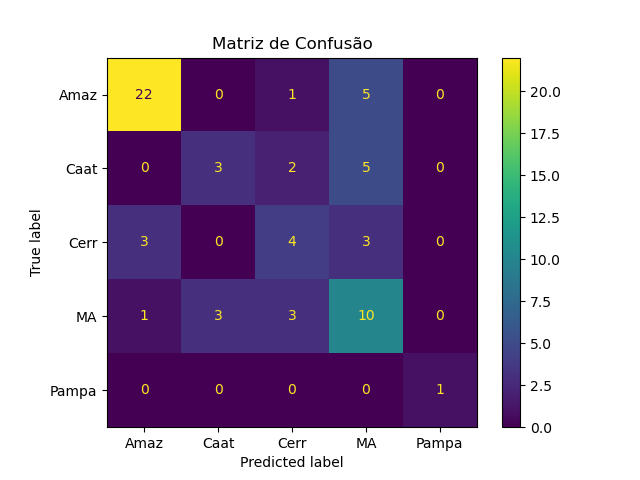 Matriz de Confusão
Amaz 22 0 1 5 0
Caat 0 3 2 5 0
Cerr 3 0 4 3 0
MA 1 3 3 10 0
Pampa 0 0 0 0 1
Amaz Caat Cerr MA Pampa
Predicted label
True label
20.0
17.5
15.0
12.5
10.0
7.5
5.0
2.5
0.0